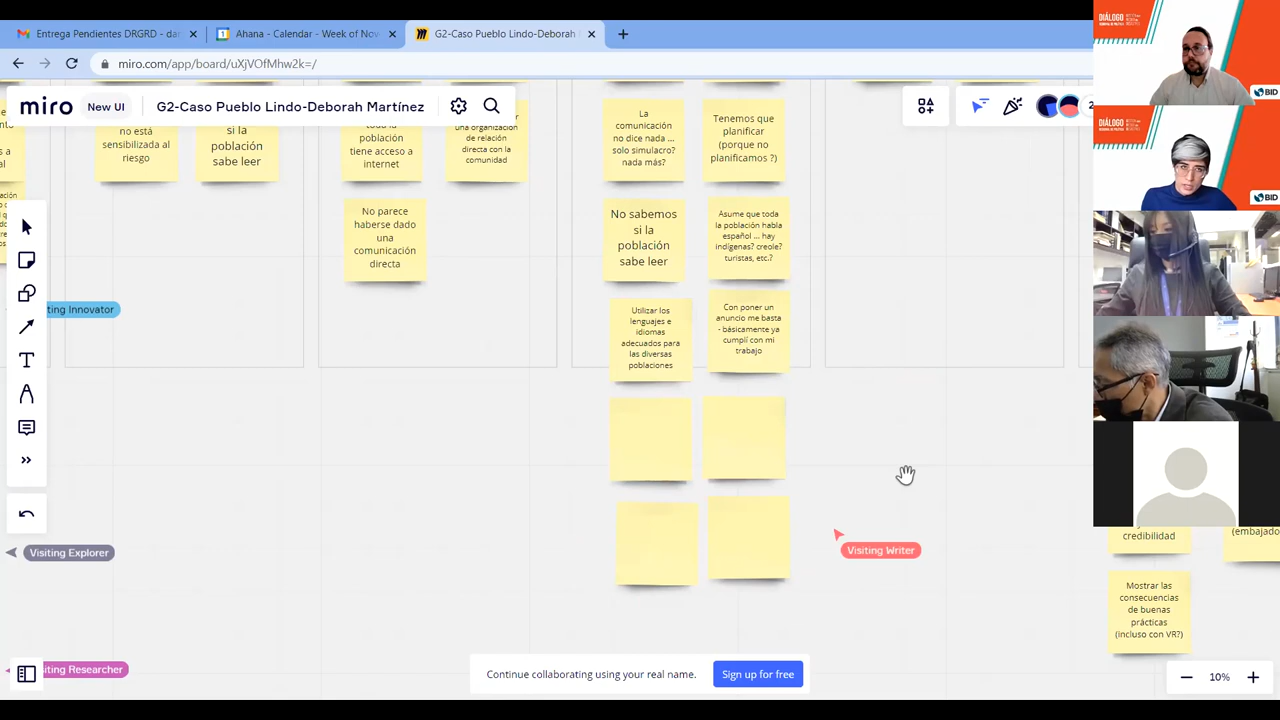 Entrega Pendientes DRGRD - dar
Ahana - Calendar - Week of Nov
G2-Caso Pueblo Lindo-Deborah
miro.com/app/board/uXjVOfMhw2k=/
miro
New UI
G2-Caso Pueblo Lindo-Deborah Martínez
no está
sensibilizada al
riesgo
si la
población
sabe leer
población
tiene acceso a
internet
una organización
de relación
directa con la
comunidad
No parece
haberse dado
una
comunicación
directa
La
comunicación
no dice nada ...
solo simulacro?
nada más?
Tenemos que
planificar
(porque no
planificamos ?)
No sabemos
si la
población
sabe leer
Asume que toda
la población habla
español ... hay
indígenas? creole?
turistas, etc.?
Utilizar los
lenguajes e
idiomas
adecuados para
las diversas
poblaciones
Con poner un
anuncio me basta
- básicamente ya
cumplí con mi
trabajo
ting Innovator
Visiting Explorer
iting Researcher
Visiting Writer
credibilidad
(embajado
Mostrar las
consecuencias
de buenas
prácticas
(incluso con VR?)
Continue collaborating using your real name.
Sign up for free
10%
DIÁLOGO
BID
DIÁLOGO
BID